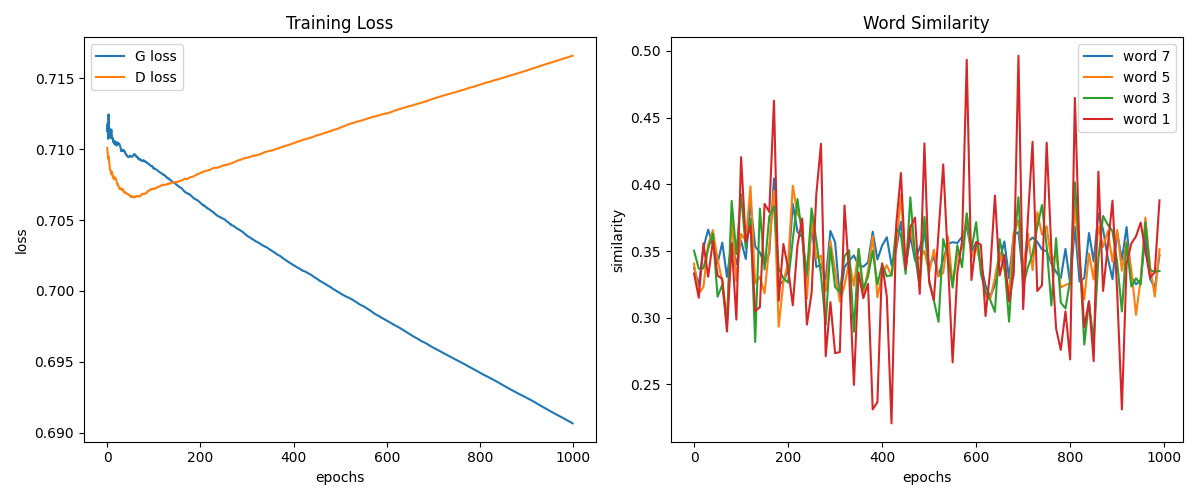 Training Loss
G loss
D loss
0.715
0.710
0.705
0.700
0.695
0.690
loss
0
200
400
600
800
1000
epochs
Word Similarity
word 7
word 5
word 3
word 1
0.50
0.45
0.40
0.35
0.30
0.25
similarity
0
200
400
600
800
1000
epochs